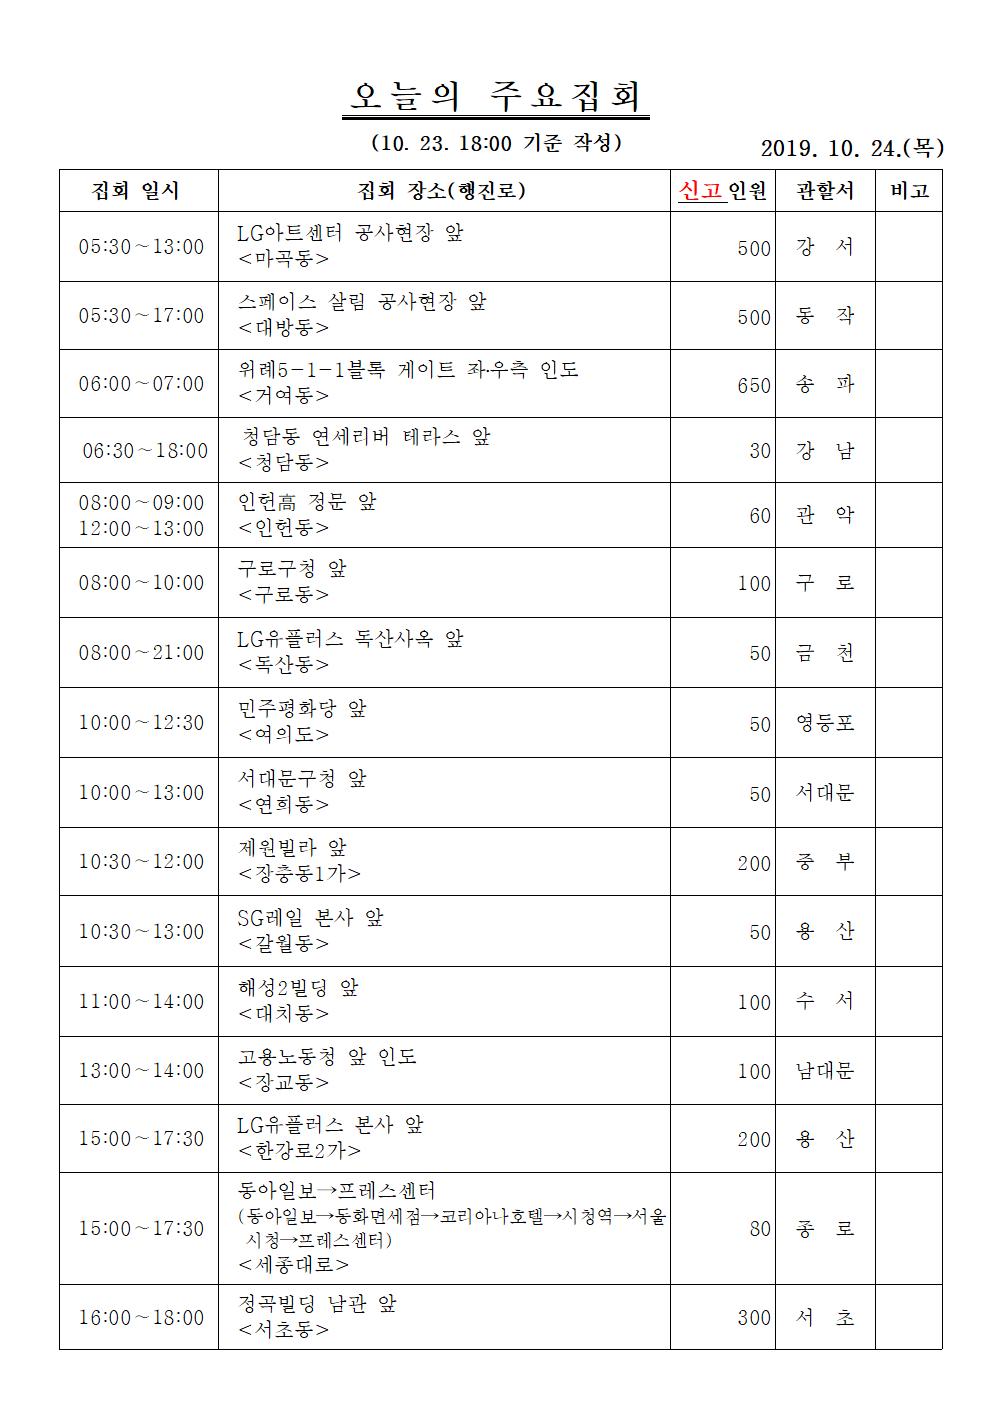 오늘의 주요집회
(10. 23. 18:00 기준 작성)
2019. 10. 24.(목)
집회 일시 집회 장소(행진로) 신고인원 관할서 비고
05:30~13:00 LG아트센터 공사현장 앞 <마곡동> 500 강 서
05:30~17:00 스페이스 살림 공사현장 앞 <대방동> 500 동 작
06:00~07:00 위례5-1-1블록 게이트 좌·우측 인도 <거여동> 650 송 파
06:30~18:00 청담동 연세리버 테라스 앞 <청담동> 30 강 남
08:00~09:00 12:00~13:00 인헌高 정문 앞 <인헌동> 60 관 악
08:00~10:00 구로구청 앞 <구로동> 100 구 로
08:00~21:00 LG유플러스 독산사옥 앞 <독산동> 50 금 천
10:00~12:30 민주평화당 앞 <여의도> 50 영등포
10:00~13:00 서대문구청 앞 <연희동> 50 서대문
10:30~12:00 제원빌라 앞 <장충동1가> 200 중 부
10:30~13:00 SG레일 본사 앞 <갈월동> 50 용 산
11:00~14:00 해성2빌딩 앞 <대치동> 100 수 서
13:00~14:00 고용노동청 앞 인도 <장교동> 100 남대문
15:00~17:30 LG유플러스 본사 앞 <한강로2가> 200 용 산
15:00~17:30 동아일보→프레스센터 (동아일보→동화면세점→코리아나호텔→시청역→서울시청→프레스센터) <세종대로> 80 종 로
16:00~18:00 정곡빌딩 남관 앞 <서초동> 300 서 초